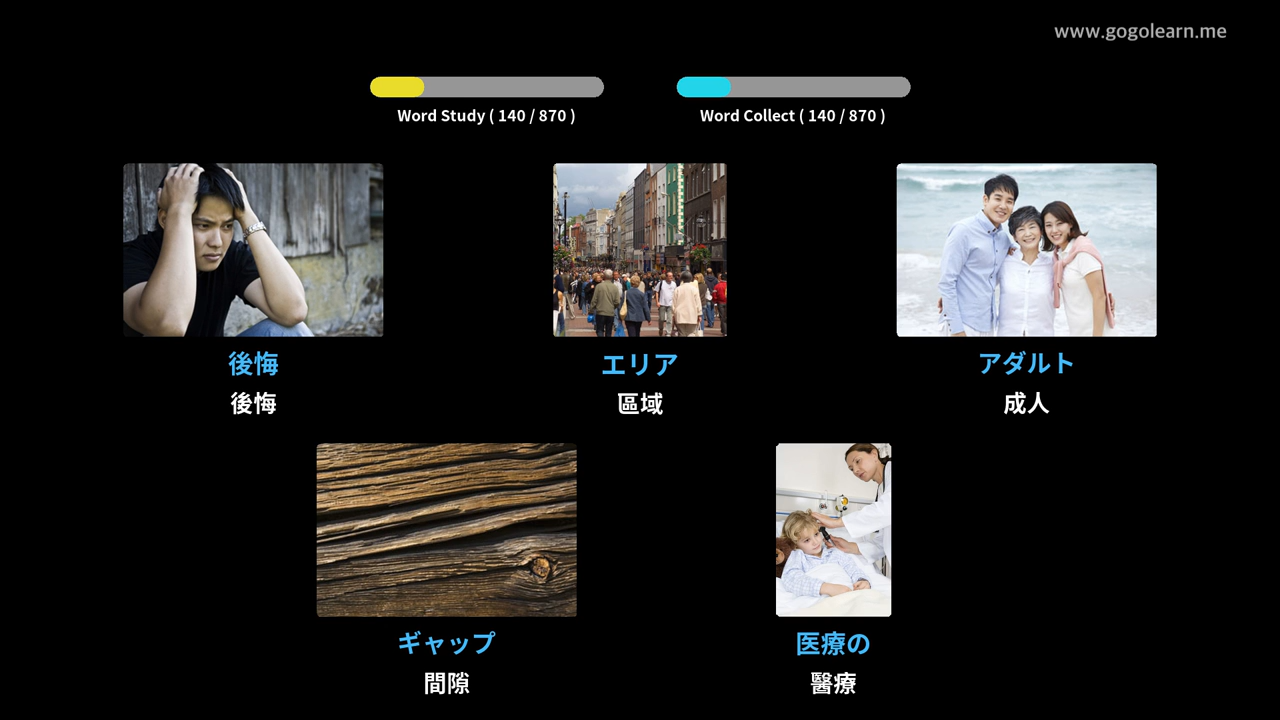 www.gogolearn.me
Word Study ( 140 / 870 )
Word Collect ( 140 / 870 )
後悔
後悔
エリア
區域
アダルト
成人
ギャップ
間隙
医療の
醫療